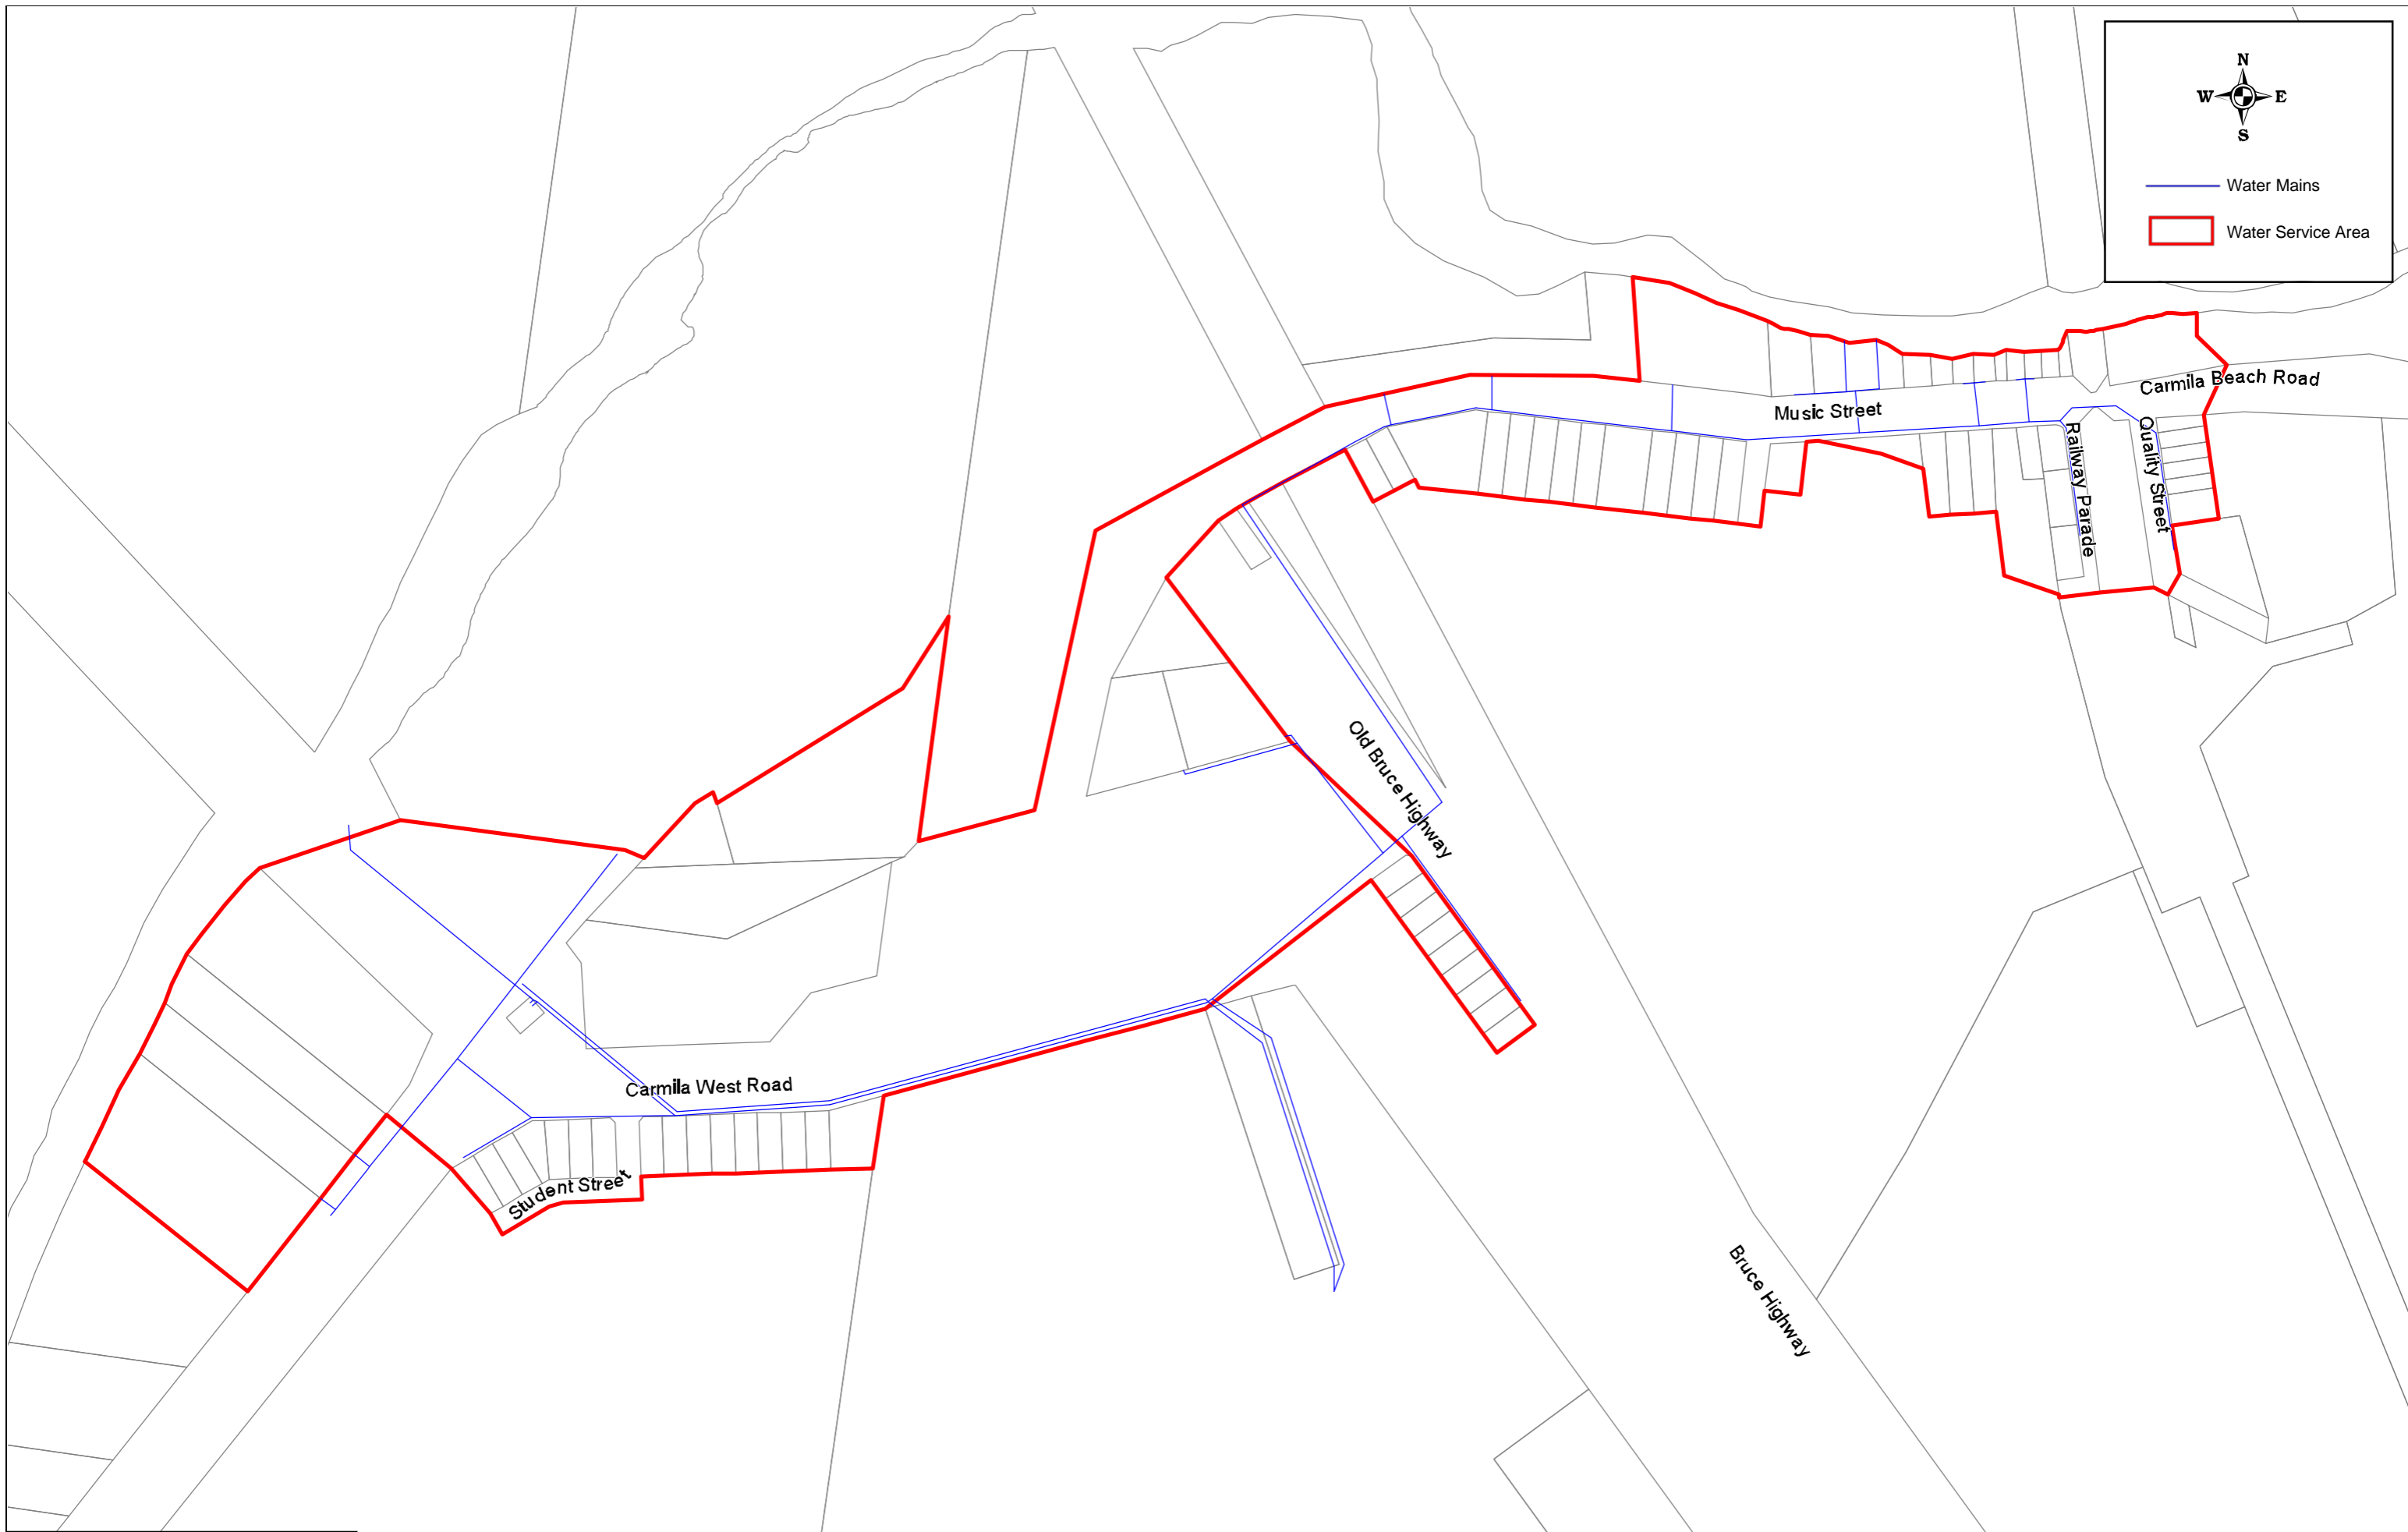 N
W E
S
Water Mains
Water Service Area
Carmila Beach Road
Music Street
Railway Parade
Quality Street
Old Bruce Highway
Carmila West Road
Student Street
Bruce Highway